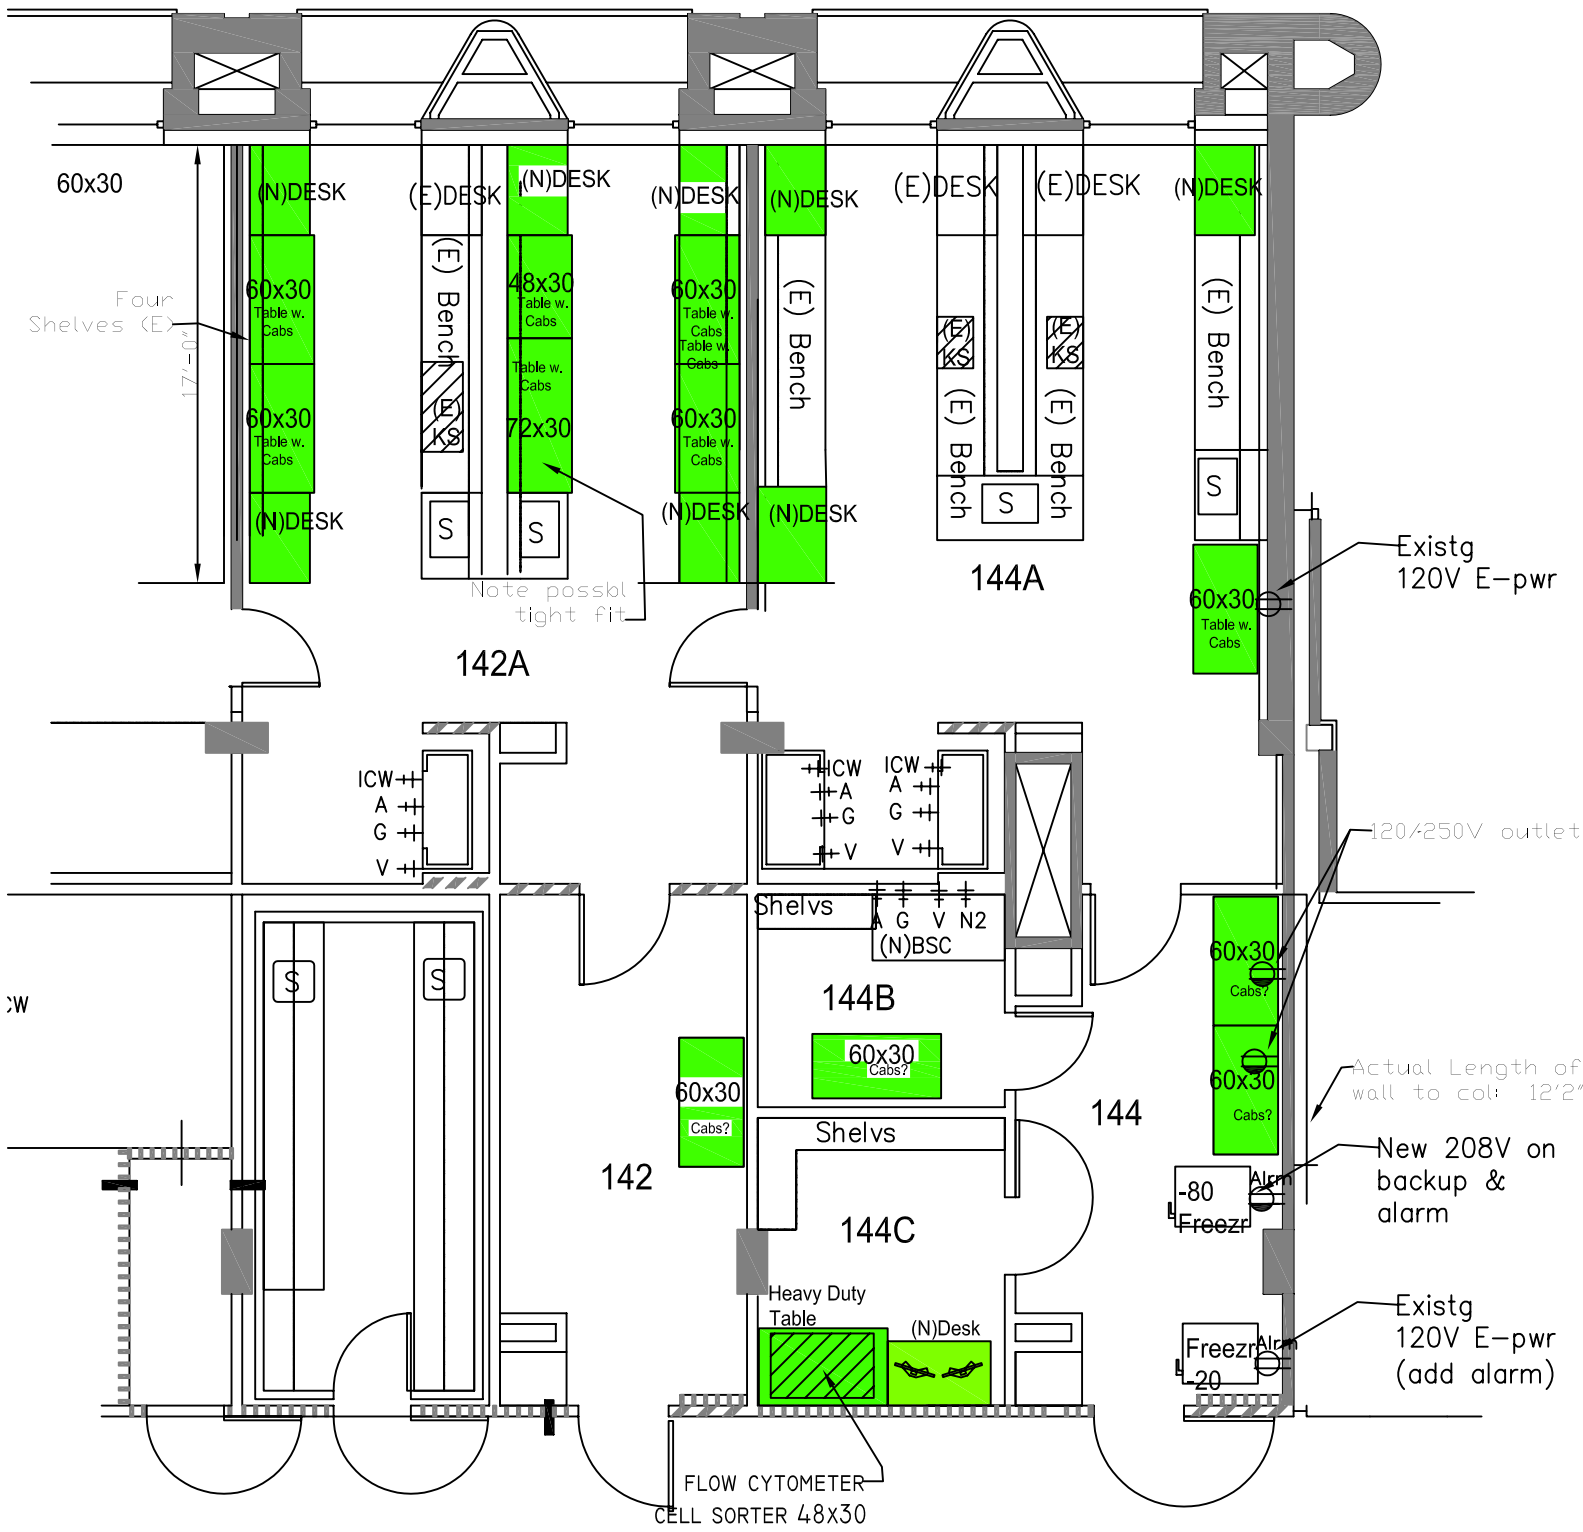 60x30
(N)DESK
(E)DESK
(N)DESK
(N)DESK
(N)DESK
(E)DESK
(E)DESK
(N)DESK
Four
Shelves (E)
17'-0"
60x30
Table w.
Cabs
60x30
Table w.
Cabs
(N)DESK
(E) Bench
(E)
KS
S
S
48x30
Table w.
Cabs
Table w.
Cabs
72x30
60x30
Table w.
Cabs
Table w.
Cabs
60x30
Table w.
Cabs
(N)DESK
(E) Bench
(N)DESK
(E)
KS
(E)
KS
(E) Bench
(E) Bench
S
(E) Bench
S
Note possbl
tight fit
142A
144A
60x30
Table w.
Cabs
Existg
120V E-pwr
ICW
A
G
V
ICW
A
G
V
ICW
A
G
V
120/250V outlet
Shelvs
A G V N2
(N)BSC
S
S
CW
144B
60x30
Cabs?
60x30
Cabs?
60x30
Cabs?
60x30
Cabs?
Actual Length of
wall to col: 12'2"
144
142
Shelvs
144C
New 208V on
backup &
alarm
-80
Freezr
Alrm
Heavy Duty
Table
(N)Desk
Freezr
-20
Alrm
Existg
120V E-pwr
(add alarm)
FLOW CYTOMETER
CELL SORTER 48x30